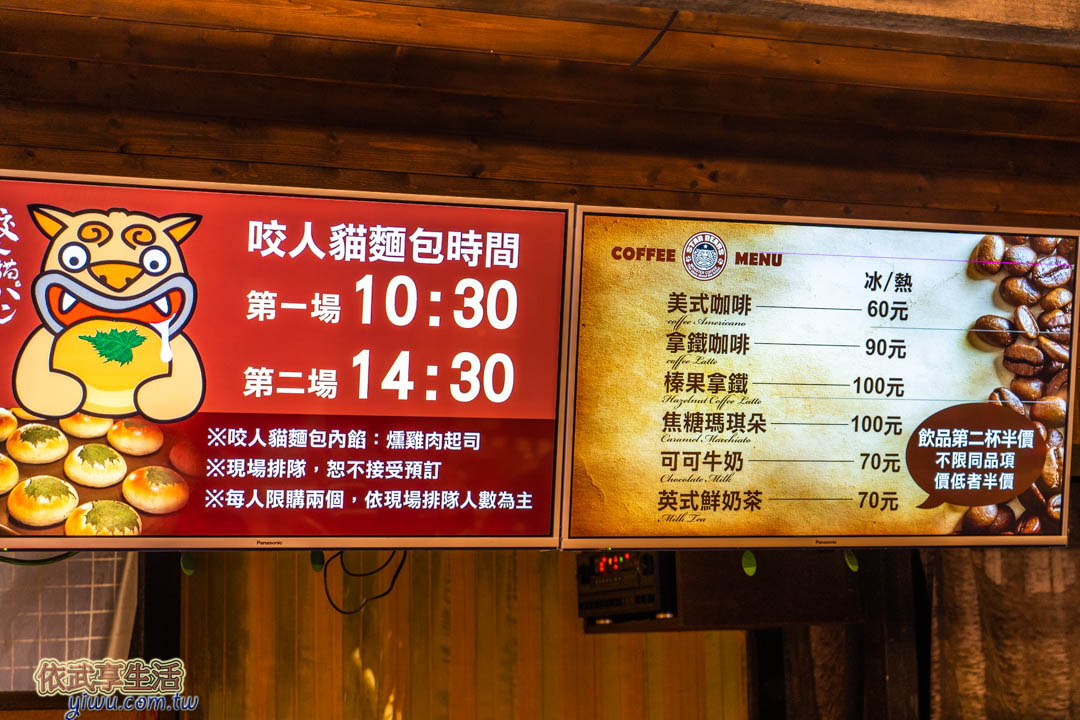 咬人貓麵包時間
第一場 10:30
第二場 14:30
※咬人貓麵包內餡：燻雞肉起司
※現場排隊，恕不接受預訂
※每人限購兩個，依現場排隊人數為主
Panasonic
COFFEE MENU
STAR BEARS
冰/熱
美式咖啡 60元
coffee Americano
拿鐵咖啡 90元
coffee Latte
榛果拿鐵 100元
Hazelnut Coffee Latte
焦糖瑪琪朵 100元
Caramel Macchiato
可可牛奶 70元
Chocolate Milk
英式鮮奶茶 70元
Milk Tea
飲品第二杯半價
不限同品項
價低者半價
Panasonic
依武享生活
yiwu.com.tw